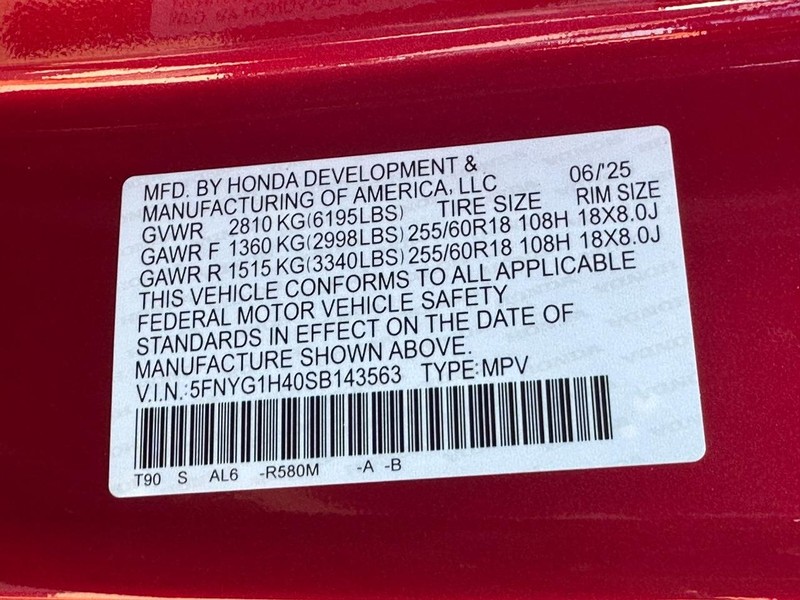 MFD. BY HONDA DEVELOPMENT &
MANUFACTURING OF AMERICA, LLC 06/'25
GVWR 2810 KG(6195LBS) TIRE SIZE RIM SIZE
GAWR F 1360 KG(2998LBS) 255/60R18 108H 18X8.0J
GAWR R 1515 KG(3340LBS) 255/60R18 108H 18X8.0J
THIS VEHICLE CONFORMS TO ALL APPLICABLE
FEDERAL MOTOR VEHICLE SAFETY
STANDARDS IN EFFECT ON THE DATE OF
MANUFACTURE SHOWN ABOVE.
V.I.N.:5FNYG1H40SB143563 TYPE:MPV
T90 S AL6 -R580M -A -B